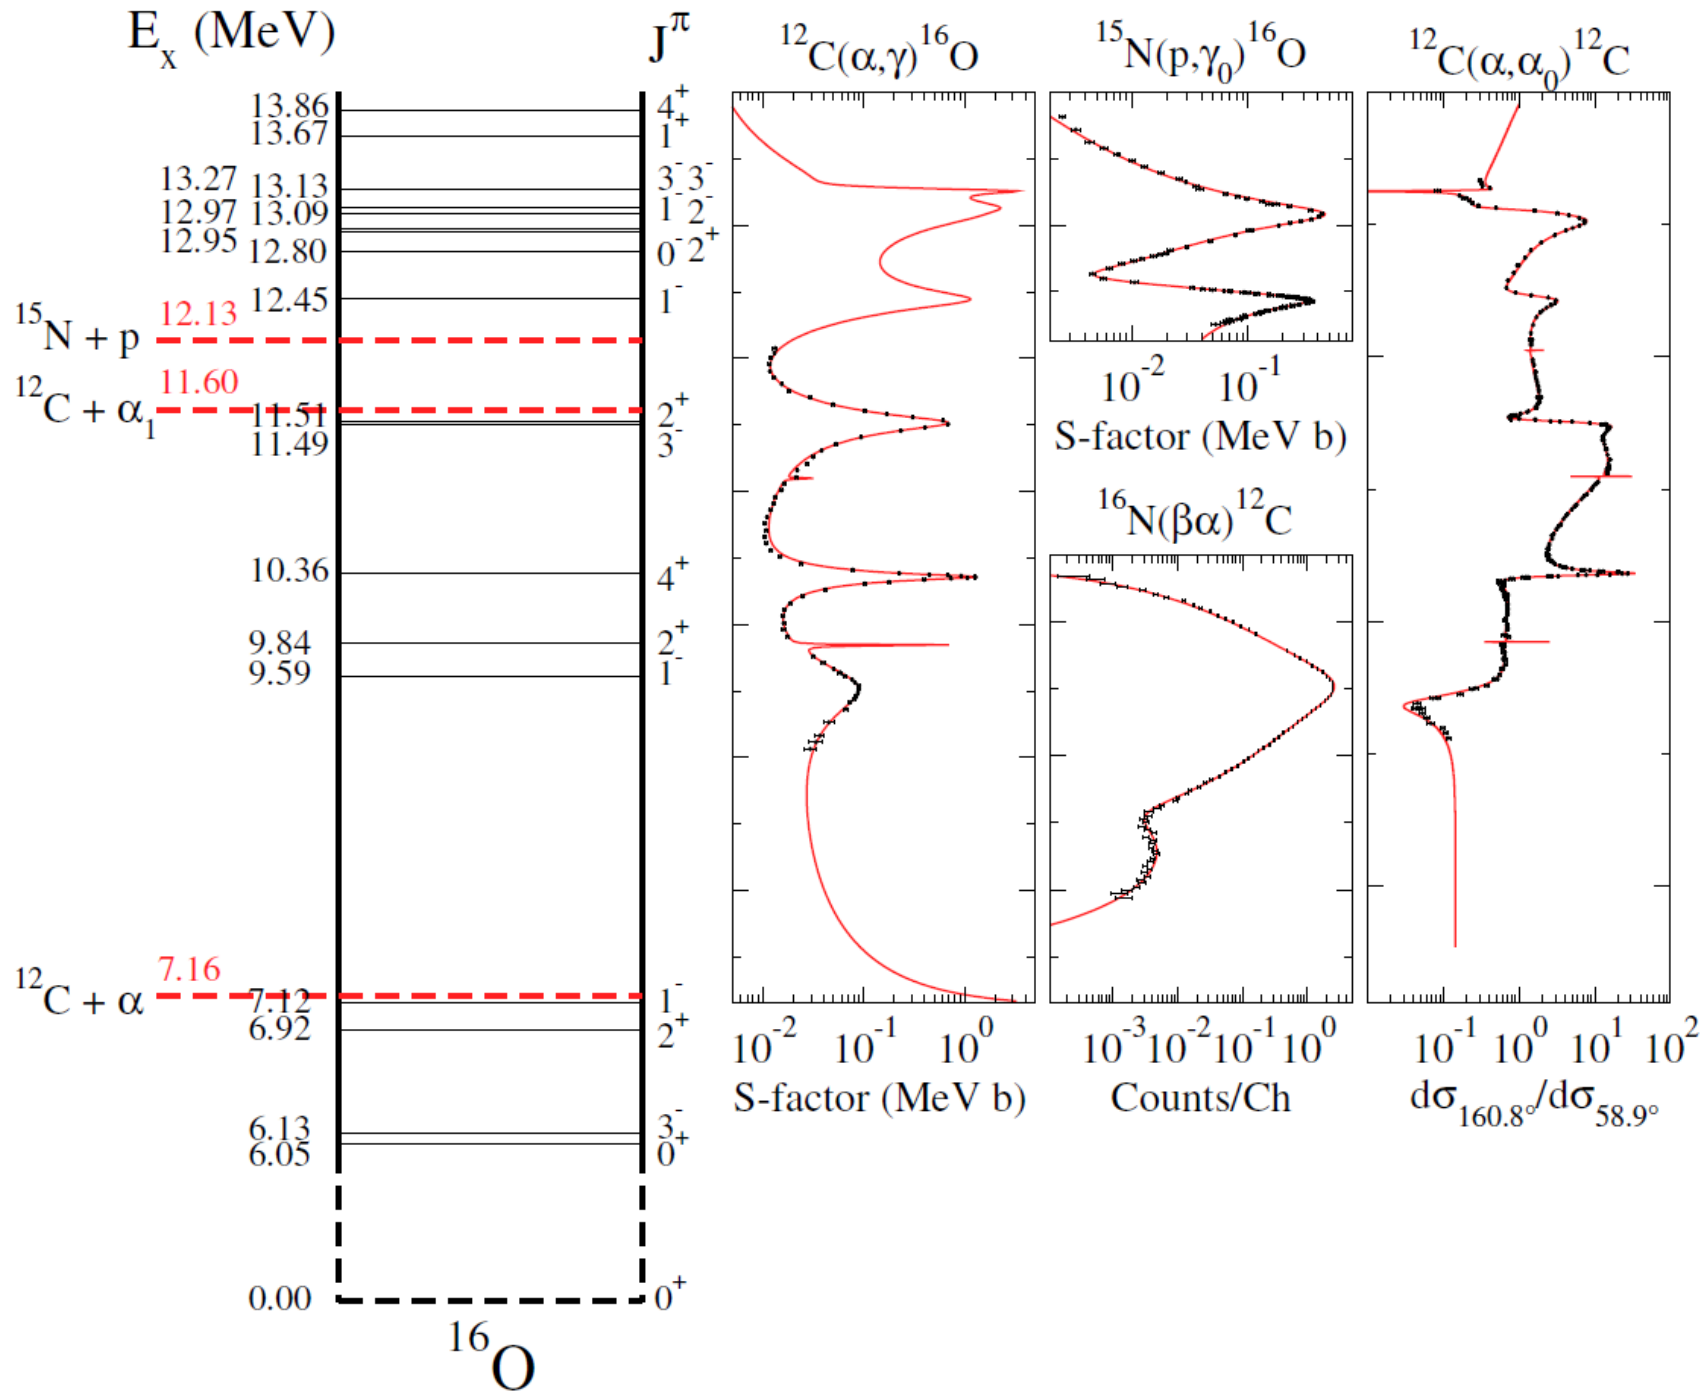 Eₓ (MeV)
J^π
¹²C(α,γ)¹⁶O
¹⁵N(p,γ₀)¹⁶O
¹²C(α,α₀)¹²C
13.86 4⁺
13.67 1⁺
13.27 13.13 3⁻3⁻
12.97 13.09 1⁻2⁻
12.95 12.80 0⁻2⁺
12.45 1⁻
¹⁵N + p 12.13
¹²C + α₁ 11.60
11.51 2⁺
11.49 3⁻
10.36 4⁺
9.84 2⁺
9.59 1⁻
¹²C + α 7.16
7.12 1⁻
6.92 2⁺
6.13 3⁻
6.05 0⁺
0.00 0⁺
¹⁶O
10⁻² 10⁻¹ 10⁰
S-factor (MeV b)
10⁻² 10⁻¹
S-factor (MeV b)
¹⁶N(βα)¹²C
10⁻³ 10⁻² 10⁻¹ 10⁰
Counts/Ch
10⁻¹ 10⁰ 10¹ 10²
dσ₁₆₀.₈°/dσ₅₈.₉°